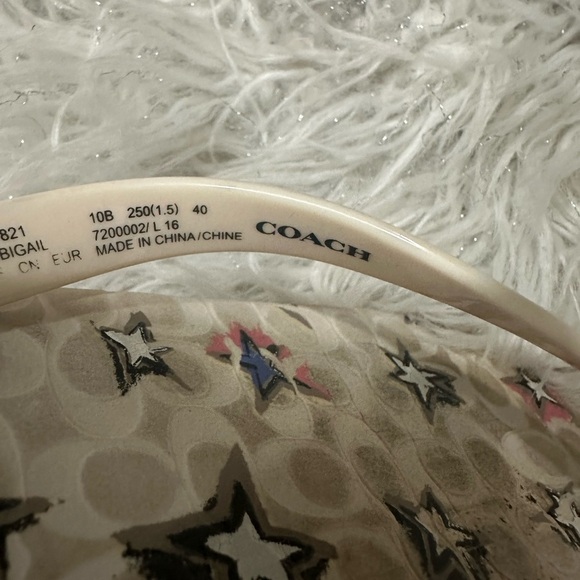 821 10B 250(1.5) 40
BIGAIL 7200002/ L 16
CN EUR MADE IN CHINA/CHINE
COACH